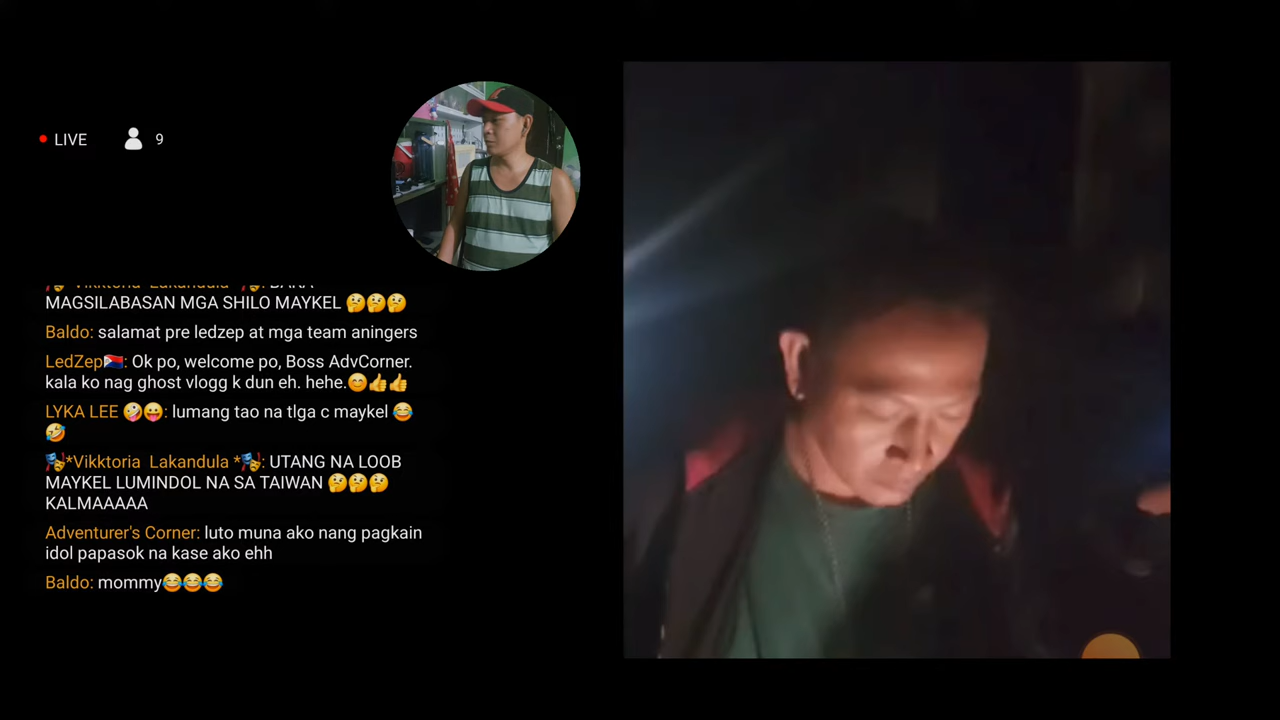 LIVE 9
MAGSILABASAN MGA SHILO MAYKEL 🤔🤔🤔
Baldo: salamat pre ledzep at mga team aningers
LedZep🇵🇭: Ok po, welcome po, Boss AdvCorner.
kala ko nag ghost vlogg k dun eh. hehe.😊👍👍
LYKA LEE 🤪😛: lumang tao na tlga c maykel 😂
🤣
🎭*Vikktoria Lakandula *🎭: UTANG NA LOOB
MAYKEL LUMINDOL NA SA TAIWAN 🤔🤔🤔
KALMAAAAA
Adventurer's Corner: luto muna ako nang pagkain
idol papasok na kase ako ehh
Baldo: mommy😂😂😂